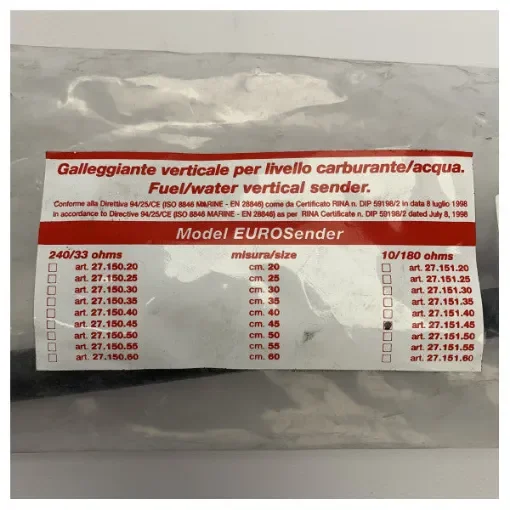 Galleggiante verticale per livello carburante/acqua.
Fuel/water vertical sender.
Conforme alla Direttiva 94/25/CE (ISO 8846 MARINE - EN 28846) come da Certificato RINA n. DIP 59198/2 in data 8 luglio 1998
in accordance to Directive 94/25/CE (ISO 8846 MARINE - EN 28846) as per RINA Certificate n. DIP 59198/2 dated July 8, 1998
Model EUROSender
240/33 ohms misura/size 10/180 ohms
art. 27.150.20 cm. 20 art. 27.151.20
art. 27.150.25 cm. 25 art. 27.151.25
art. 27.150.30 cm. 30 art. 27.151.30
art. 27.150.35 cm. 35 art. 27.151.35
art. 27.150.40 cm. 40 art. 27.151.40
art. 27.150.45 cm. 45 art. 27.151.45
art. 27.150.50 cm. 50 art. 27.151.50
art. 27.150.55 cm. 55 art. 27.151.55
art. 27.150.60 cm. 60 art. 27.151.60